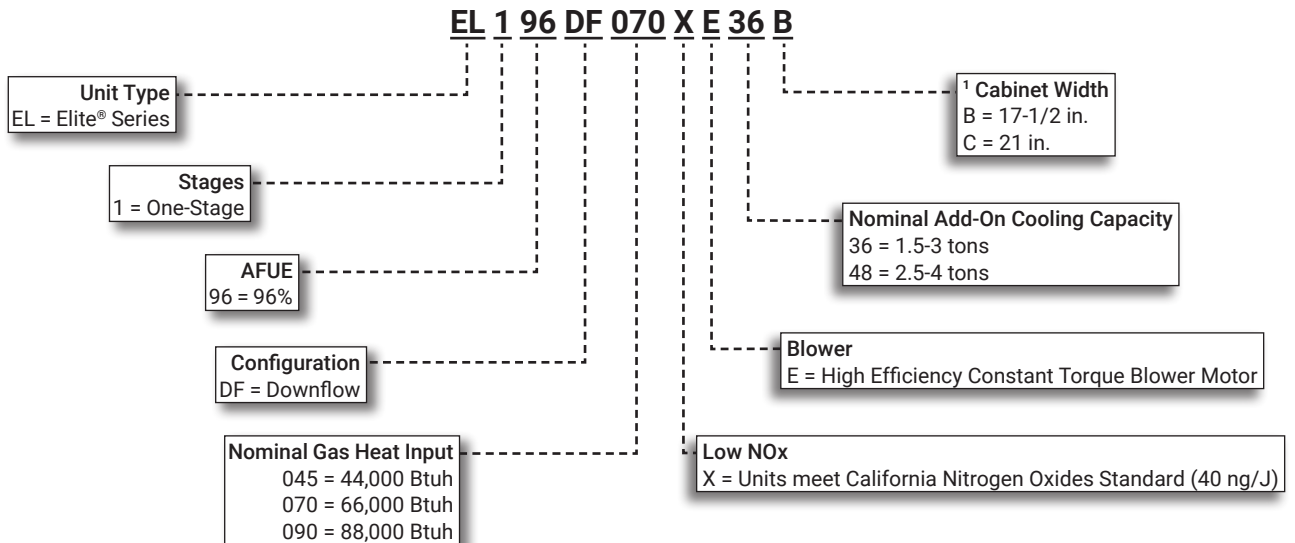 EL 1 96 DF 070 X E 36 B
Unit Type
EL = Elite® Series
Stages
1 = One-Stage
AFUE
96 = 96%
Configuration
DF = Downflow
Nominal Gas Heat Input
045 = 44,000 Btuh
070 = 66,000 Btuh
090 = 88,000 Btuh
¹ Cabinet Width
B = 17-1/2 in.
C = 21 in.
Nominal Add-On Cooling Capacity
36 = 1.5-3 tons
48 = 2.5-4 tons
Blower
E = High Efficiency Constant Torque Blower Motor
Low NOx
X = Units meet California Nitrogen Oxides Standard (40 ng/J)